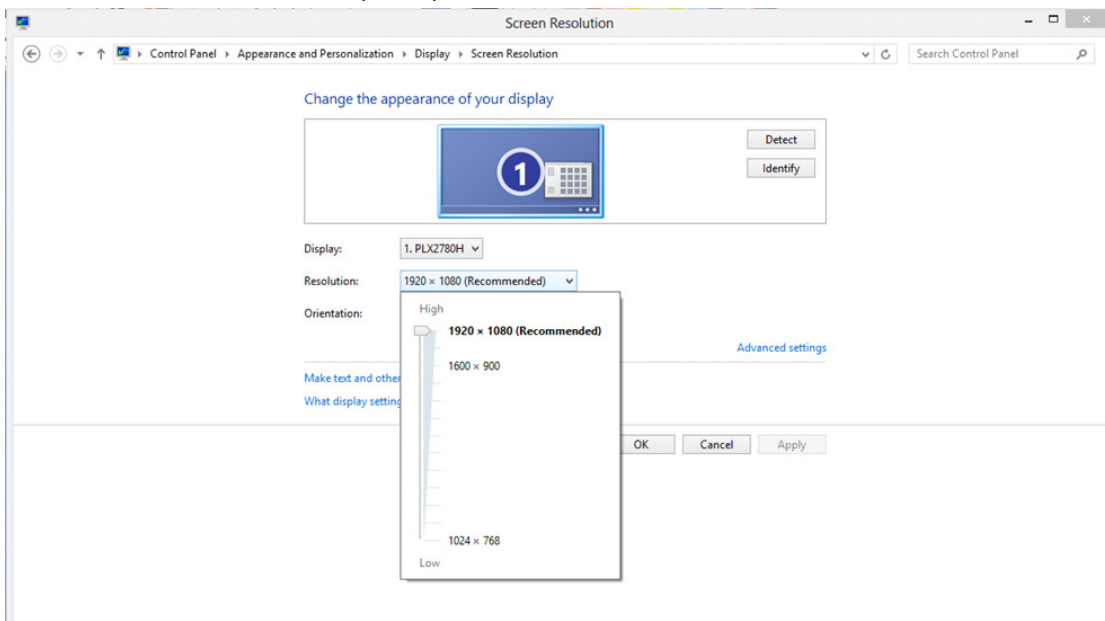 Screen Resolution
Control Panel Appearance and Personalization Display Screen Resolution
Search Control Panel
Change the appearance of your display
1
Detect
Identify
Display: 1. PLX2780H
Resolution: 1920 × 1080 (Recommended)
Orientation:
High
1920 × 1080 (Recommended)
1600 × 900
1024 × 768
Low
Advanced settings
Make text and other
What display setting
OK Cancel Apply